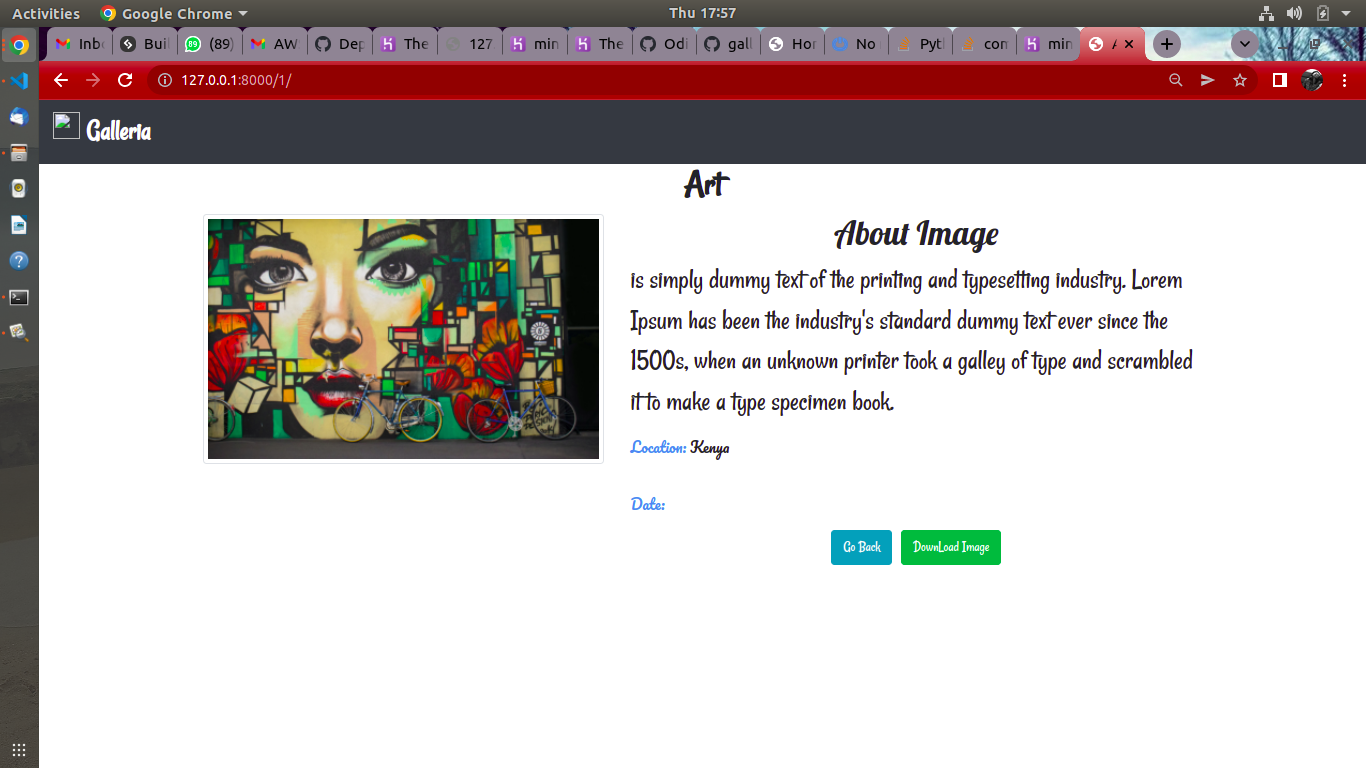 Activities Google Chrome Thu 17:57
Inb Buil (89) AW Dep The 127 min The Odi gall Hor No Pyth con min A
127.0.0.1:8000/1/
Galleria
Art
About Image
is simply dummy text of the printing and typesetting industry. Lorem
Ipsum has been the industry's standard dummy text ever since the
1500s, when an unknown printer took a galley of type and scrambled
it to make a type specimen book.
Location: Kenya
Date:
Go Back DownLoad Image